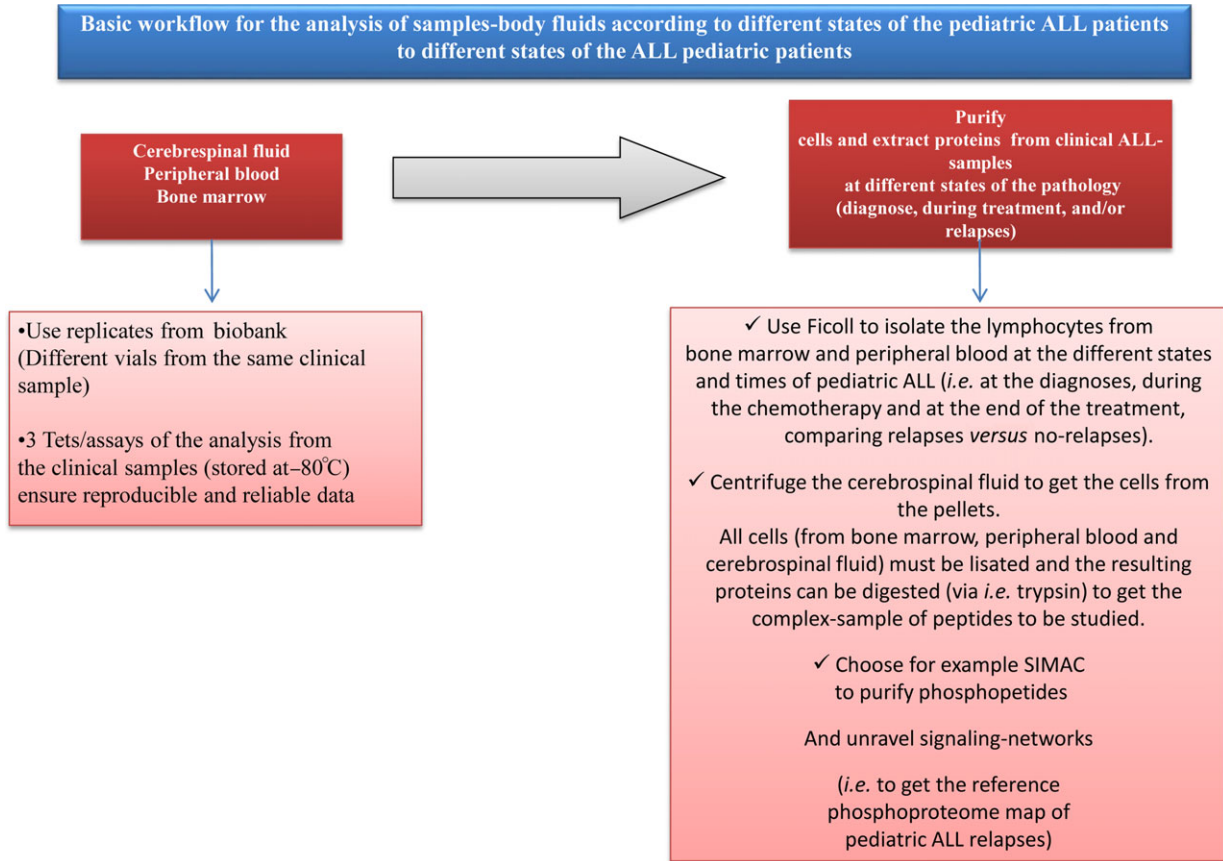 Basic workflow for the analysis of samples-body fluids according to different states of the pediatric ALL patients
to different states of the ALL pediatric patients
Cerebrespinal fluid
Peripheral blood
Bone marrow
Purify
cells and extract proteins from clinical ALL-
samples
at different states of the pathology
(diagnose, during treatment, and/or
relapses)
•Use replicates from biobank
(Different vials from the same clinical
sample)
•3 Tets/assays of the analysis from
the clinical samples (stored at–80℃)
ensure reproducible and reliable data
✓ Use Ficoll to isolate the lymphocytes from
bone marrow and peripheral blood at the different states
and times of pediatric ALL (i.e. at the diagnoses, during
the chemotherapy and at the end of the treatment,
comparing relapses versus no-relapses).
✓ Centrifuge the cerebrospinal fluid to get the cells from
the pellets.
All cells (from bone marrow, peripheral blood and
cerebrospinal fluid) must be lisated and the resulting
proteins can be digested (via i.e. trypsin) to get the
complex-sample of peptides to be studied.
✓ Choose for example SIMAC
to purify phosphopetides
And unravel signaling-networks
(i.e. to get the reference
phosphoproteome map of
pediatric ALL relapses)